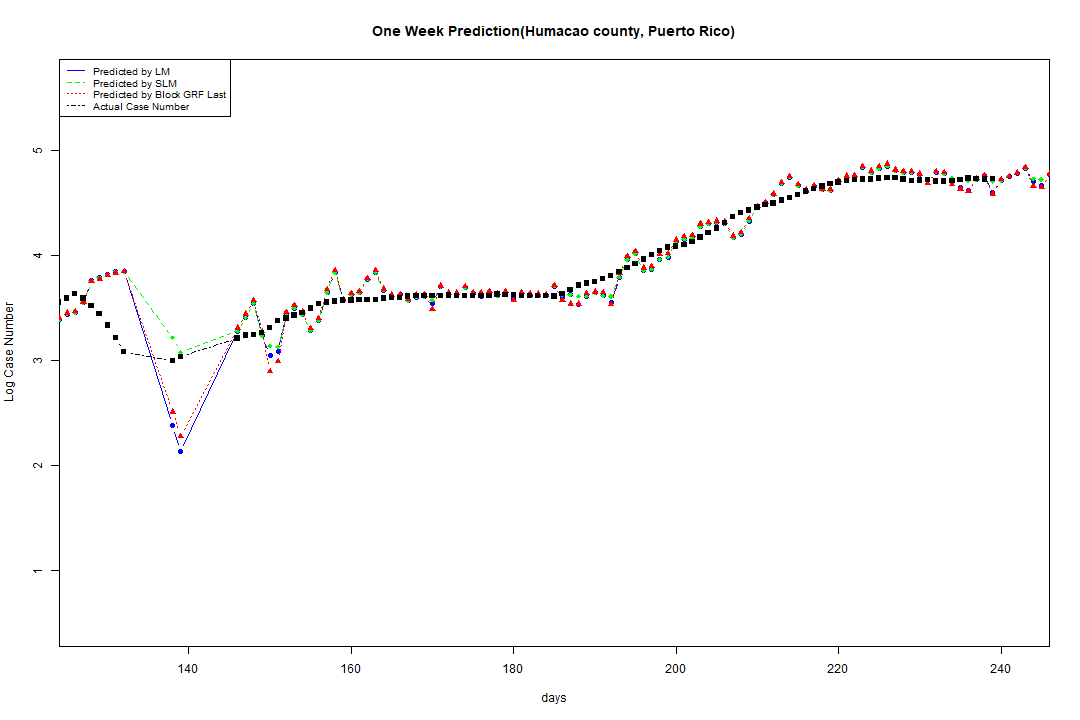 One Week Prediction(Humacao county, Puerto Rico)
Predicted by LM
Predicted by SLM
Predicted by Block GRF Last
Actual Case Number
5
4
3
2
1
Log Case Number
140 160 180 200 220 240
days